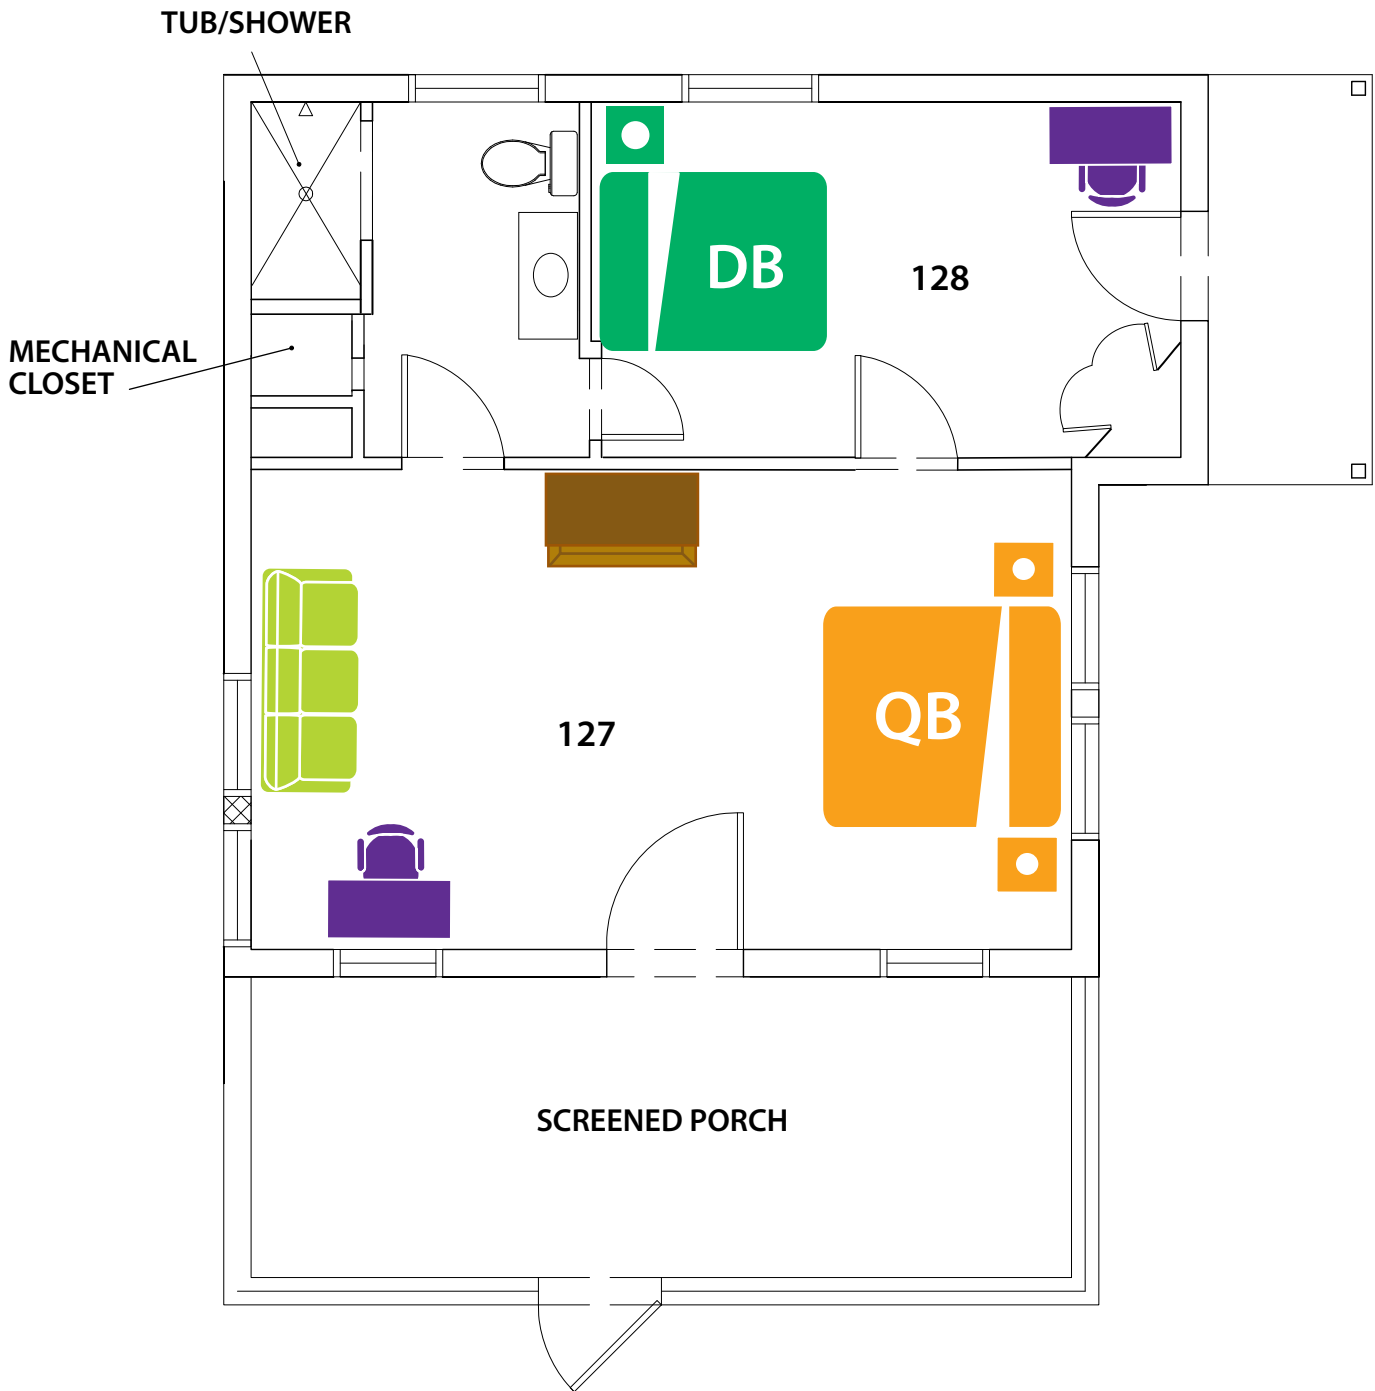 TUB/SHOWER
DB
128
MECHANICAL
CLOSET
QB
127
SCREENED PORCH